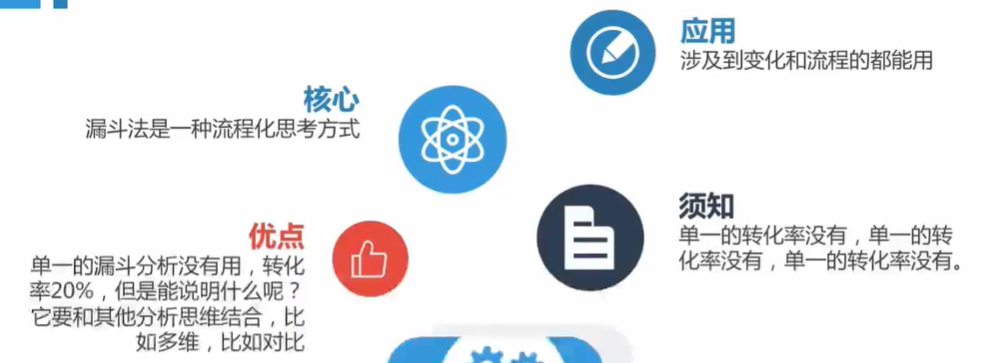 应用
涉及到变化和流程的都能用
核心
漏斗法是一种流程化思考方式
须知
单一的转化率没有，单一的转
化率没有，单一的转化率没有。
优点
单一的漏斗分析没有用，转化
率20%，但是能说明什么呢？
它要和其他分析思维结合，比
如多维，比如对比